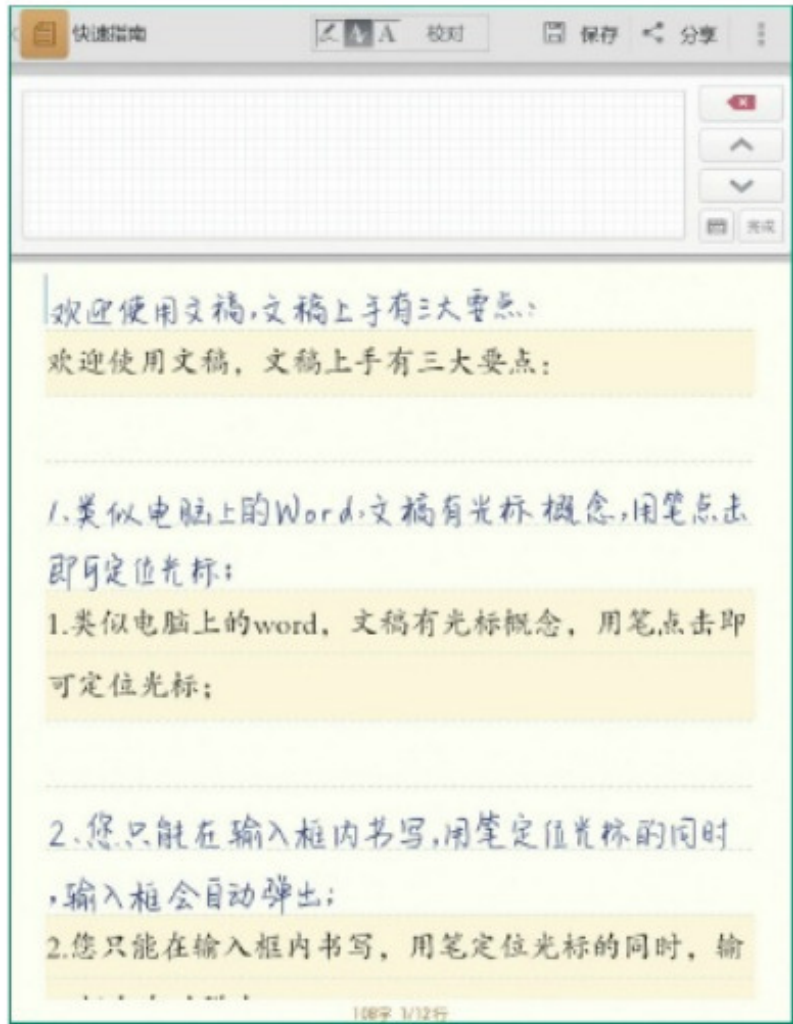 快速指南 A A 校对 保存 分享
完成
欢迎使用文稿,文稿上手有三大要点:
欢迎使用文稿，文稿上手有三大要点：
1.类似电脑上的Word,文稿有光标概念,用笔点击
即可定位光标;
1.类似电脑上的word，文稿有光标概念，用笔点击即
可定位光标；
2.您只能在输入框内书写,用笔定位光标的同时
,输入框会自动弹出;
2.您只能在输入框内书写，用笔定位光标的同时，输
108字 1/12行